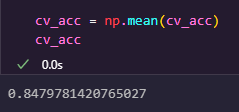 cv_acc = np.mean(cv_acc)
cv_acc
✓ 0.0s
0.8479781420765027